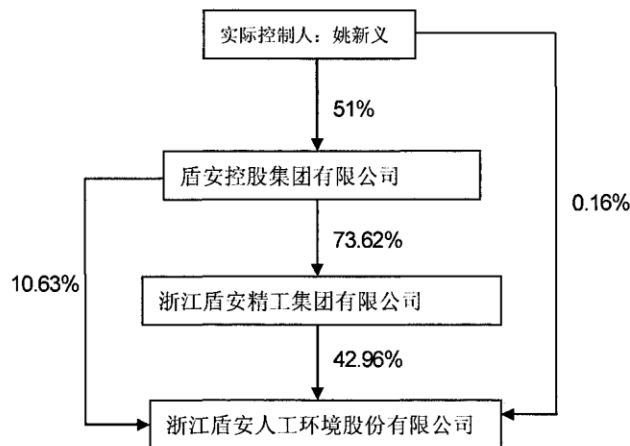 实际控制人：姚新义
51%
盾安控股集团有限公司
0.16%
73.62%
10.63%
浙江盾安精工集团有限公司
42.96%
浙江盾安人工环境股份有限公司